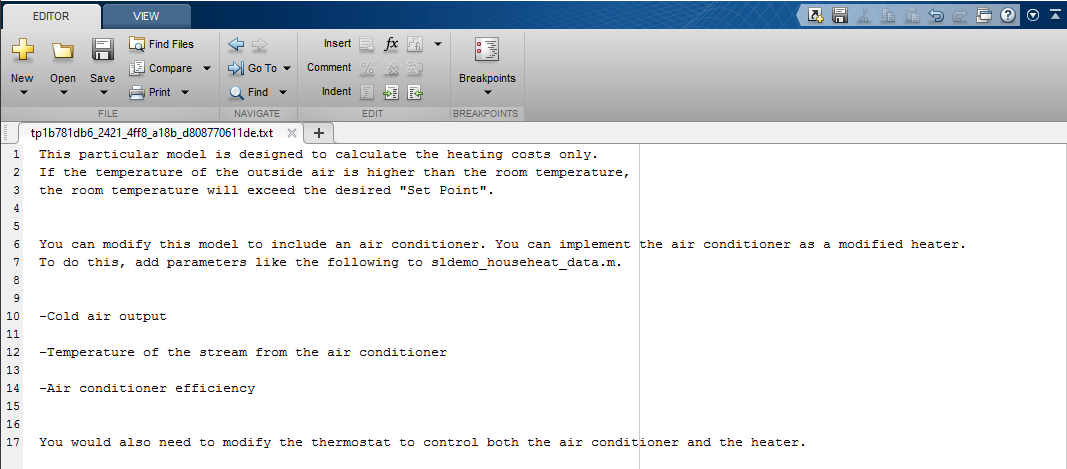 EDITOR VIEW
New Open Save Find Files Compare Print
FILE
Go To Find
NAVIGATE
Insert fx
Comment
Indent
EDIT
Breakpoints
BREAKPOINTS
tp1b781db6_2421_4ff8_a18b_d808770611de.txt
1 This particular model is designed to calculate the heating costs only.
2 If the temperature of the outside air is higher than the room temperature,
3 the room temperature will exceed the desired "Set Point".
4
5
6 You can modify this model to include an air conditioner. You can implement the air conditioner as a modified heater.
7 To do this, add parameters like the following to sldemo_househeat_data.m.
8
9
10 -Cold air output
11
12 -Temperature of the stream from the air conditioner
13
14 -Air conditioner efficiency
15
16
17 You would also need to modify the thermostat to control both the air conditioner and the heater.